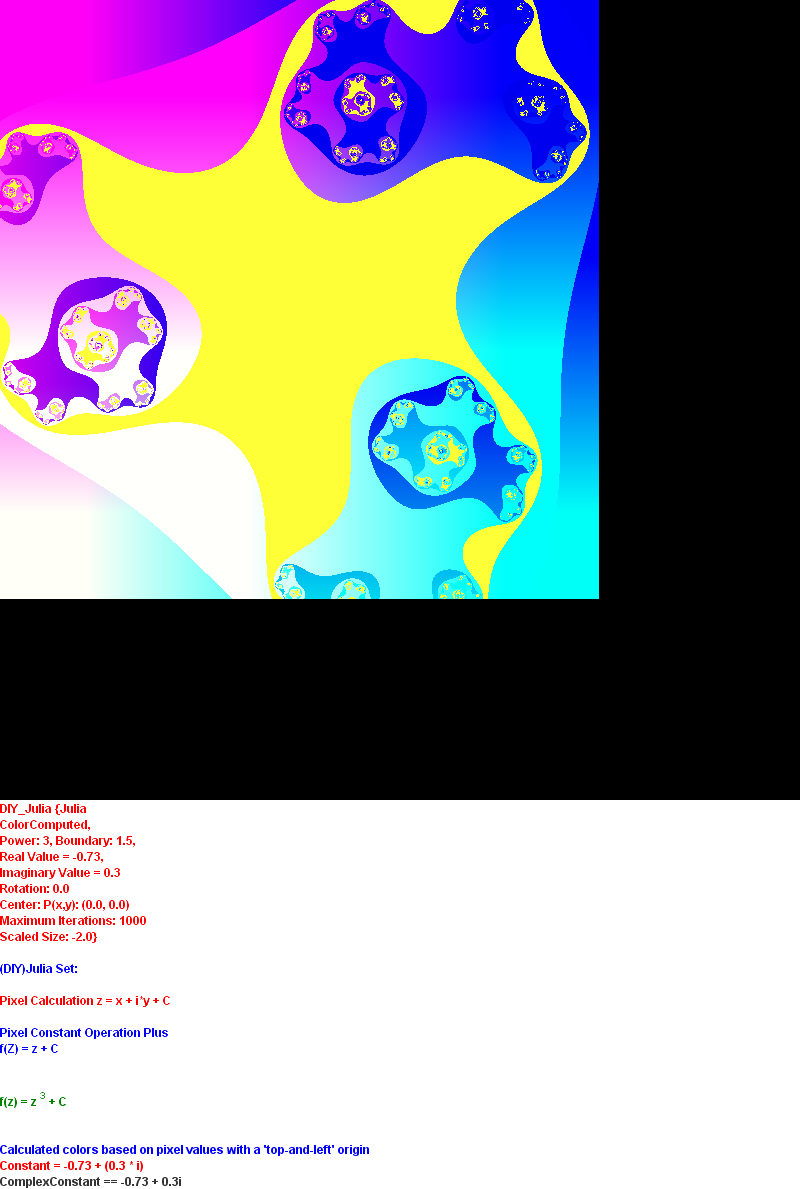 DIY_Julia {Julia
ColorComputed,
Power: 3, Boundary: 1.5,
Real Value = -0.73,
Imaginary Value = 0.3
Rotation: 0.0
Center: P(x,y): (0.0, 0.0)
Maximum Iterations: 1000
Scaled Size: -2.0}
(DIY)Julia Set:
Pixel Calculation z = x + i*y + C
Pixel Constant Operation Plus
f(Z) = z + C
f(z) = z ³ + C
Calculated colors based on pixel values with a 'top-and-left' origin
Constant = -0.73 + (0.3 * i)
ComplexConstant == -0.73 + 0.3i